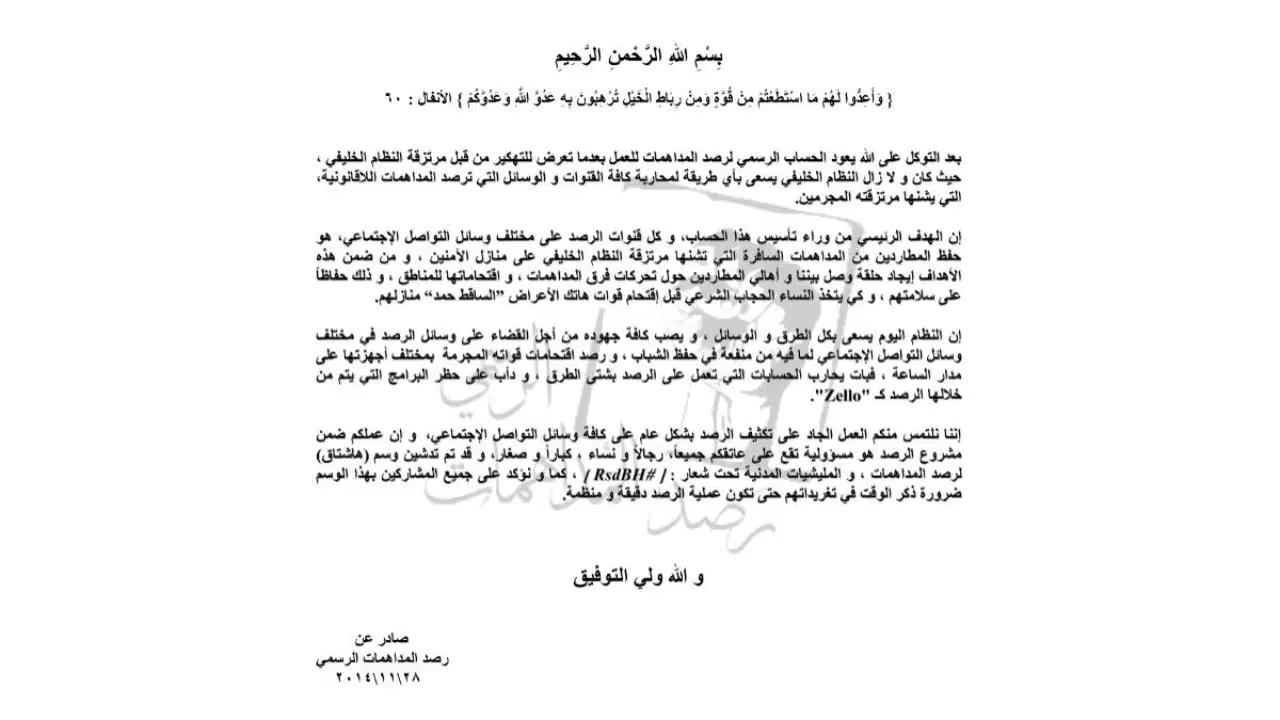 بِسْمِ اللهِ الرَّحْمنِ الرَّحِيمِ
{ وَأَعِدُّوا لَهُمْ مَا اسْتَطَعْتُمْ مِنْ قُوَّةٍ وَمِنْ رِبَاطِ الْخَيْلِ تُرْهِبُونَ بِهِ عَدُوَّ اللَّهِ وَعَدُوَّكُمْ } الأنفال : ٦٠
بعد التوكل على الله يعود الحساب الرسمي لرصد المداهمات للعمل بعدما تعرض للتهكير من قبل مرتزقة النظام الخليفي ،
حيث كان و لا زال النظام الخليفي يسعى بأي طريقة لمحاربة كافة القنوات و الوسائل التي ترصد المداهمات اللاقانونية،
التي يشنها مرتزقته المجرمين.
إن الهدف الرئيسي من وراء تأسيس هذا الحساب، و كل قنوات الرصد على مختلف وسائل التواصل الإجتماعي، هو
حفظ المطاردين من المداهمات السافرة التي تشنها مرتزقة النظام الخليفي على منازل الآمنين ، و من ضمن هذه
الأهداف إيجاد حلقة وصل بيننا و أهالي المطاردين حول تحركات فرق المداهمات ، و اقتحاماتها للمناطق ، و ذلك حفاظاً
على سلامتهم ، و كي يتخذ النساء الحجاب الشرعي قبل إقتحام قوات هاتك الأعراض ”الساقط حمد“ منازلهم.
إن النظام اليوم يسعى بكل الطرق و الوسائل ، و يصب كافة جهوده من أجل القضاء على وسائل الرصد في مختلف
وسائل التواصل الإجتماعي لما فيه من منفعة في حفظ الشباب ، و رصد اقتحامات قواته المجرمة بمختلف أجهزتها على
مدار الساعة ، فبات يحارب الحسابات التي تعمل على الرصد بشتى الطرق ، و دأب على حظر البرامج التي يتم من
خلالها الرصد كـ "Zello".
إننا نلتمس منكم العمل الجاد على تكثيف الرصد بشكل عام على كافة وسائل التواصل الإجتماعي، و إن عملكم ضمن
مشروع الرصد هو مسؤولية تقع على عاتقكم جميعاً، رجالاً و نساء ، كباراً و صغار، و قد تم تدشين وسم (هاشتاق)
لرصد المداهمات ، و المليشيات المدنية تحت شعار : [ #RsdBH ] ، كما و نؤكد على جميع المشاركين بهذا الوسم
ضرورة ذكر الوقت في تغريداتهم حتى تكون عملية الرصد دقيقة و منظمة.
و الله ولي التوفيق
صادر عن
رصد المداهمات الرسمي
٢٨\١١\٢٠١٤
رصد المداهمات الرسمي